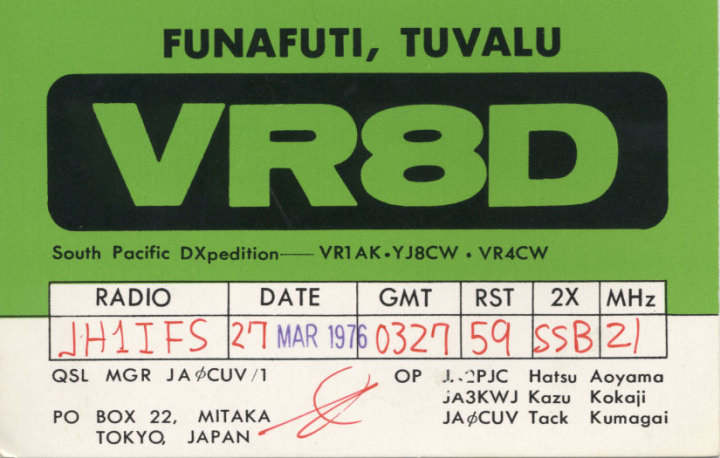 FUNAFUTI, TUVALU
VR8D
South Pacific DXpedition—— VR1AK•YJ8CW • VR4CW
RADIO DATE GMT RST 2X MHz
JH1IFS 27 MAR 1976 0327 59 SSB 21
QSL MGR JAØCUV/1 OP Hatsu Aoyama
JA3KWJ Kazu Kokaji
PO BOX 22, MITAKA JAØCUV Tack Kumagai
TOKYO, JAPAN